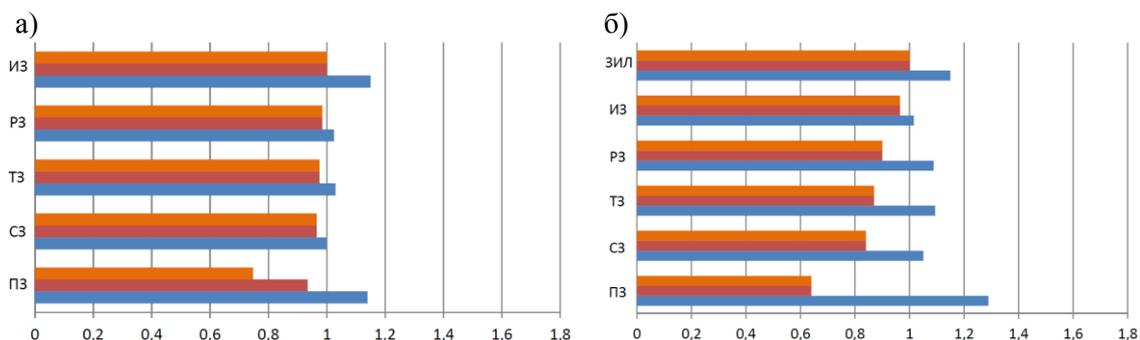 а)
ИЗ
РЗ
ТЗ
СЗ
ПЗ
0 0,2 0,4 0,6 0,8 1 1,2 1,4 1,6 1,8
б)
ЗИЛ
ИЗ
РЗ
ТЗ
СЗ
ПЗ
0 0,2 0,4 0,6 0,8 1 1,2 1,4 1,6 1,8